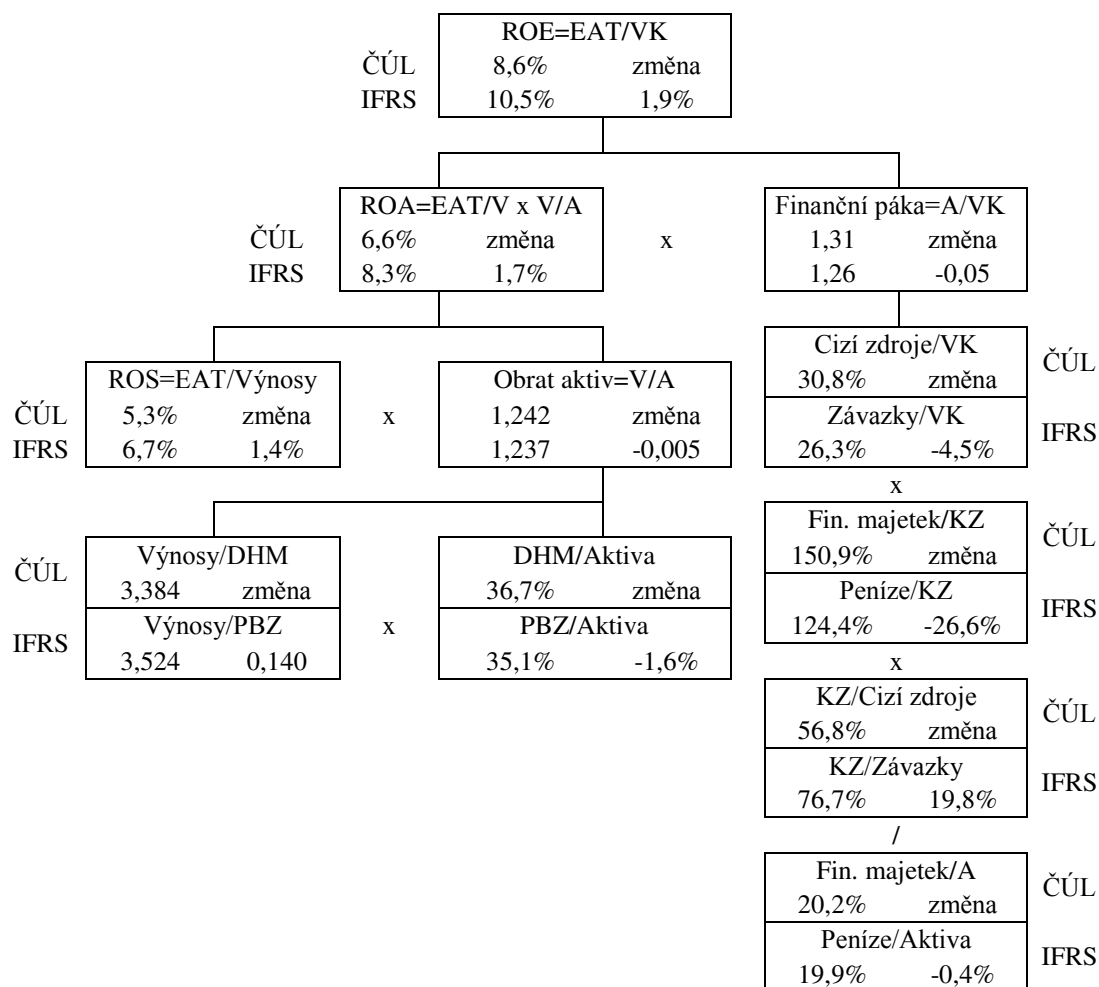 ROE=EAT/VK
ČÚL 8,6% změna
IFRS 10,5% 1,9%
ROA=EAT/V x V/A
ČÚL 6,6% změna
IFRS 8,3% 1,7%
x
Finanční páka=A/VK
1,31 změna
1,26 -0,05
ROS=EAT/Výnosy
ČÚL 5,3% změna
IFRS 6,7% 1,4%
x
Obrat aktiv=V/A
1,242 změna
1,237 -0,005
Cizí zdroje/VK
30,8% změna ČÚL
Závazky/VK
26,3% -4,5% IFRS
x
Výnosy/DHM
ČÚL 3,384 změna
Výnosy/PBZ
IFRS 3,524 0,140
x
DHM/Aktiva
36,7% změna
PBZ/Aktiva
35,1% -1,6%
Fin. majetek/KZ
150,9% změna ČÚL
Peníze/KZ
124,4% -26,6% IFRS
x
KZ/Cizí zdroje
56,8% změna ČÚL
KZ/Závazky
76,7% 19,8% IFRS
/
Fin. majetek/A
20,2% změna ČÚL
Peníze/Aktiva
19,9% -0,4% IFRS